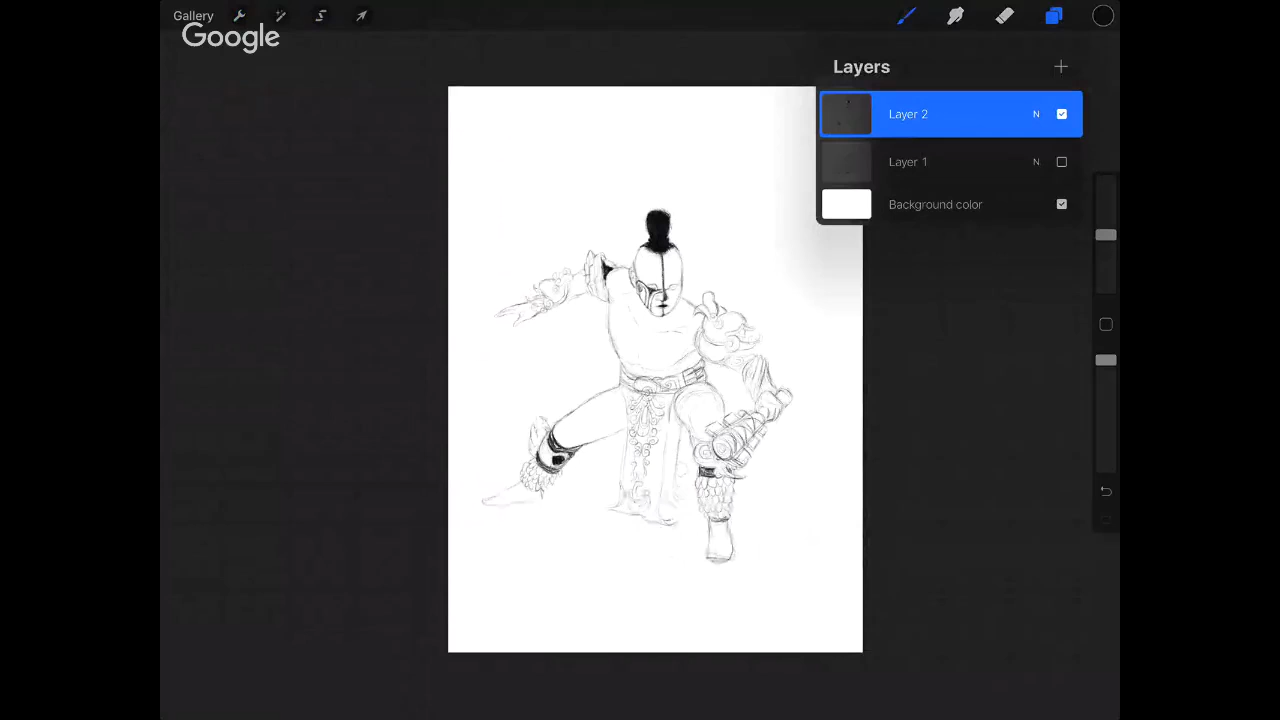 Gallery
Google
Layers
Layer 2 N
Layer 1 N
Background color